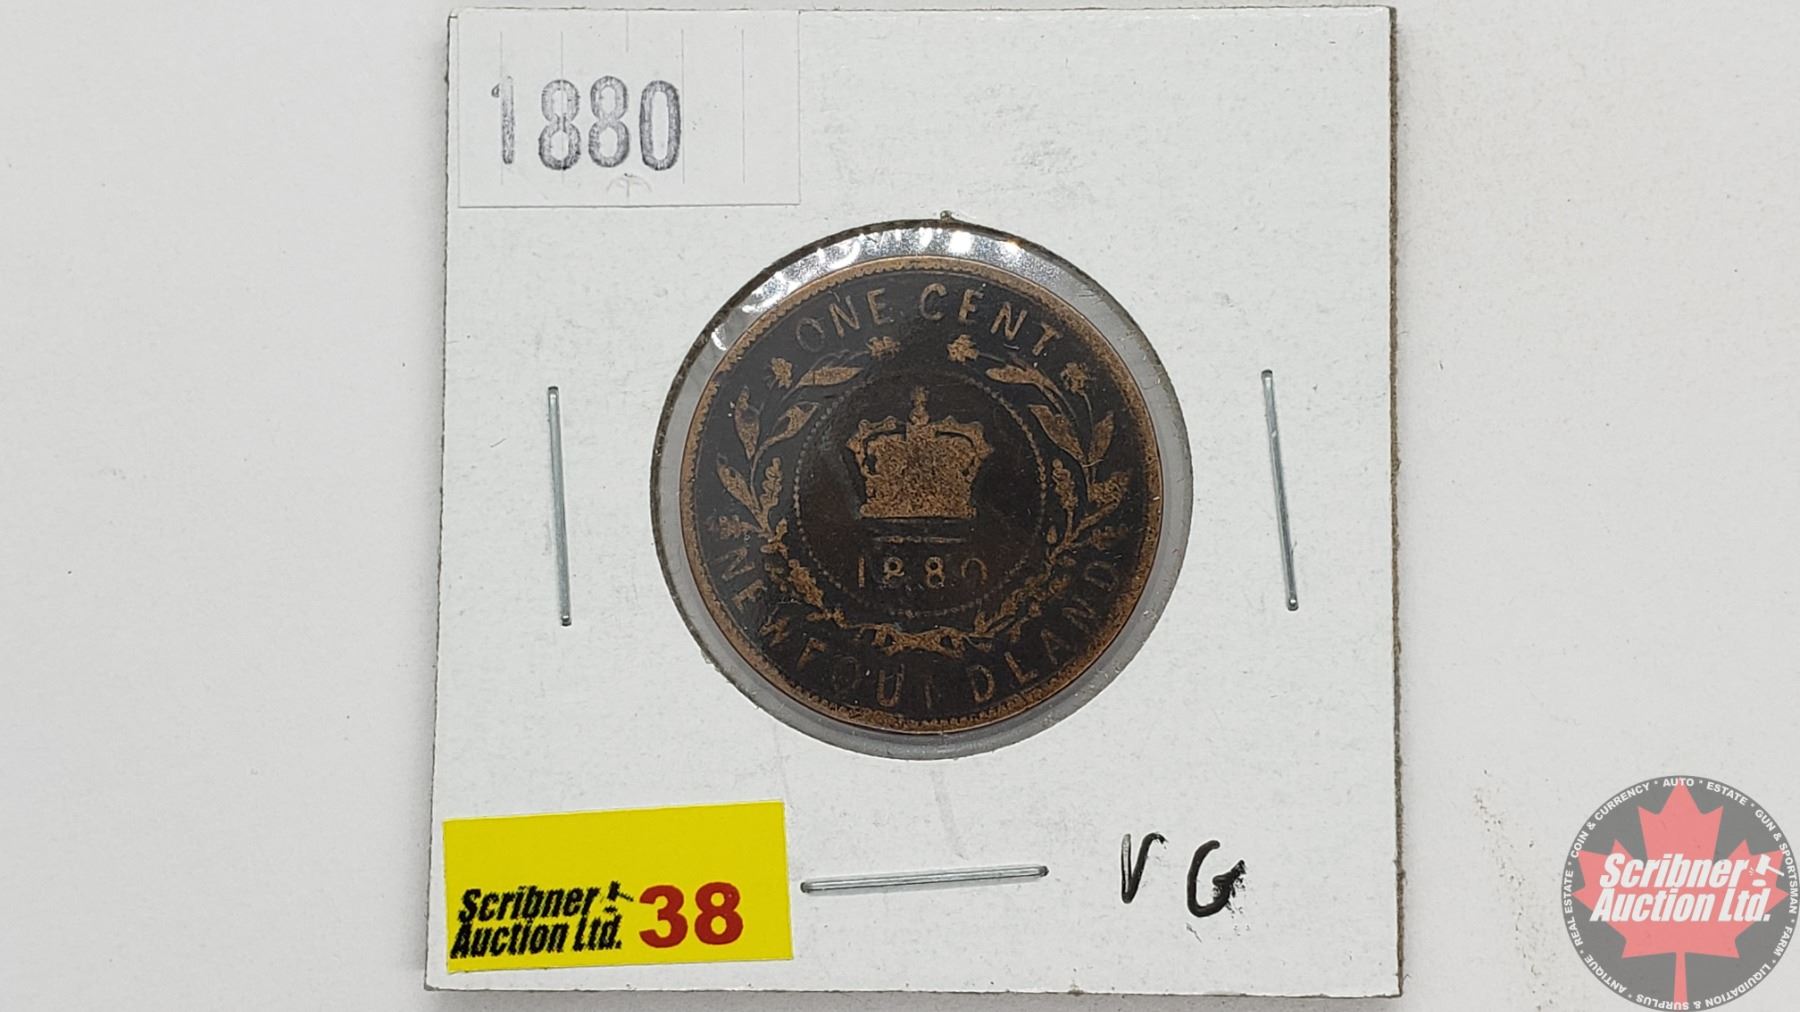 1880
ONE CENT
1880
NEWFOUNDLAND
VG
Scribner
Auction Ltd. 38
COIN & CURRENCY · AUTO · ESTATE · GUN & SPORTSMAN · FARM · LIQUIDATION & SURPLUS · ANTIQUE · REAL ESTATE ·
Scribner
Auction Ltd.